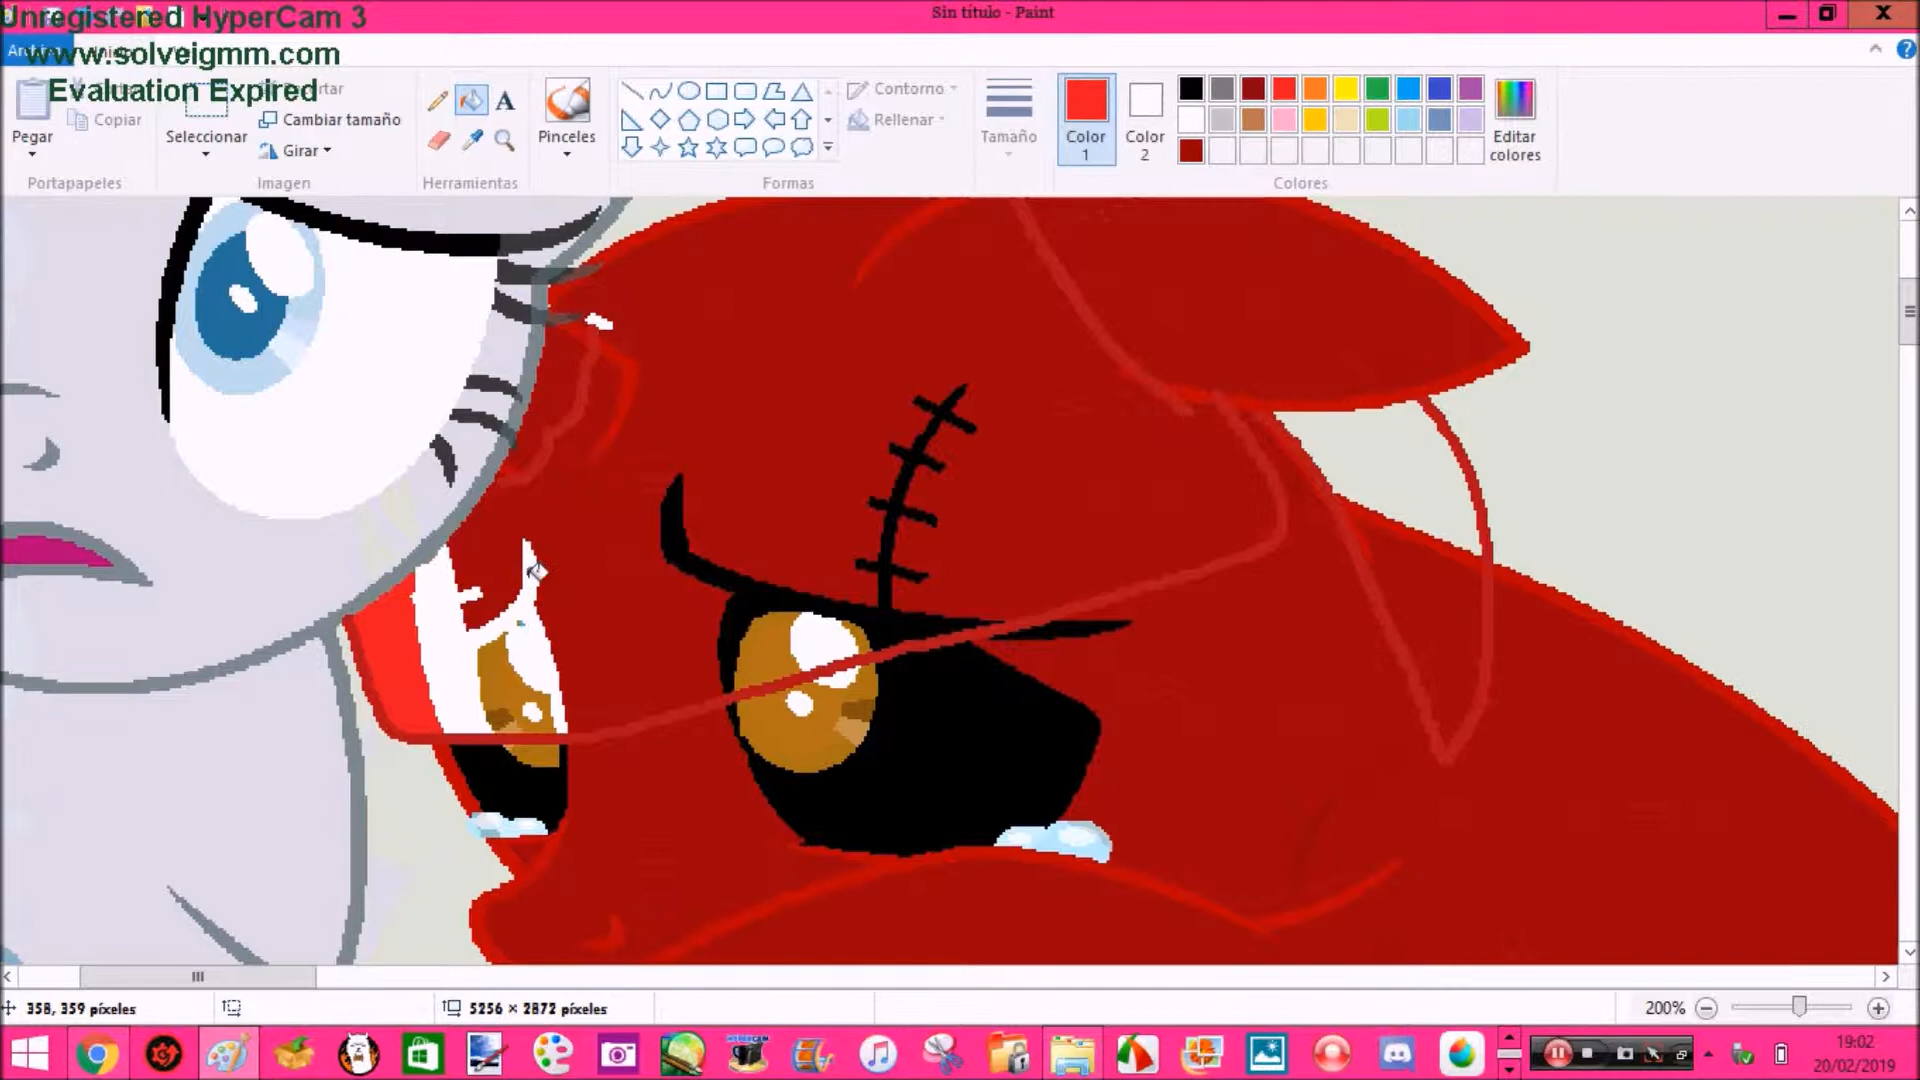 Unregistered HyperCam 3
Sin título - Paint
www.solveigmm.com
Evaluation Expired
Pegar
Copiar
Portapapeles
Seleccionar
Cambiar tamaño
Girar
Imagen
A
Herramientas
Pinceles
Contorno
Rellenar
Formas
Tamaño
Color 1
Color 2
Editar colores
Colores
358, 359 píxeles
5256 × 2872 píxeles
200%
19:02
20/02/2019